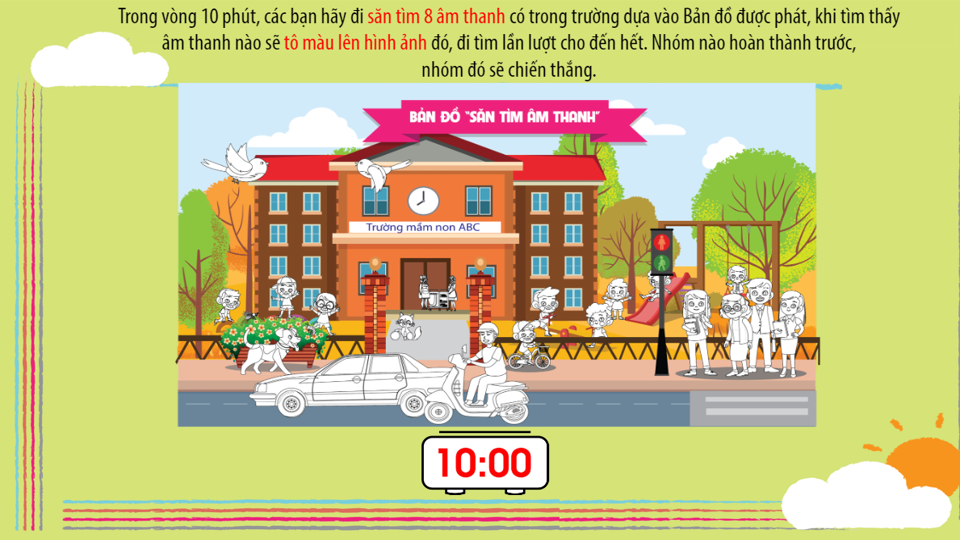 Trong vòng 10 phút, các bạn hãy đi săn tìm 8 âm thanh có trong trường dựa vào Bản đồ được phát, khi tìm thấy
âm thanh nào sẽ tô màu lên hình ảnh đó, đi tìm lần lượt cho đến hết. Nhóm nào hoàn thành trước,
nhóm đó sẽ chiến thắng.
BẢN ĐỒ "SĂN TÌM ÂM THANH"
Trường mầm non ABC
10:00